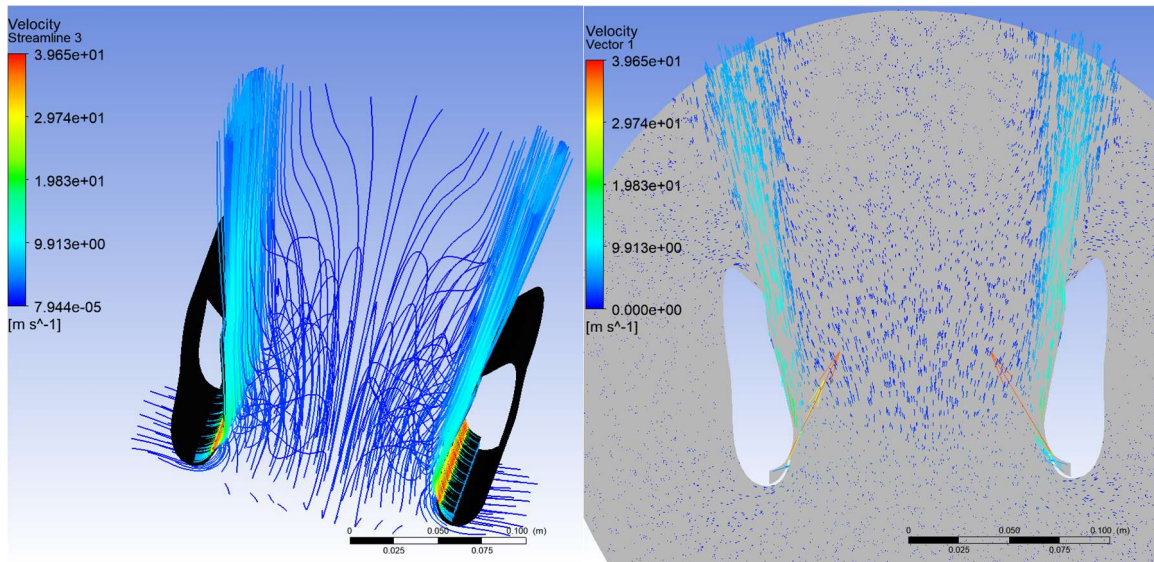 Velocity
Streamline 3
3.965e+01
2.974e+01
1.983e+01
9.913e+00
7.944e-05
[m s^-1]
0 0.050 0.100 (m)
0.025 0.075
Velocity
Vector 1
3.965e+01
2.974e+01
1.983e+01
9.913e+00
0.000e+00
[m s^-1]
0 0.050 0.100 (m)
0.025 0.075